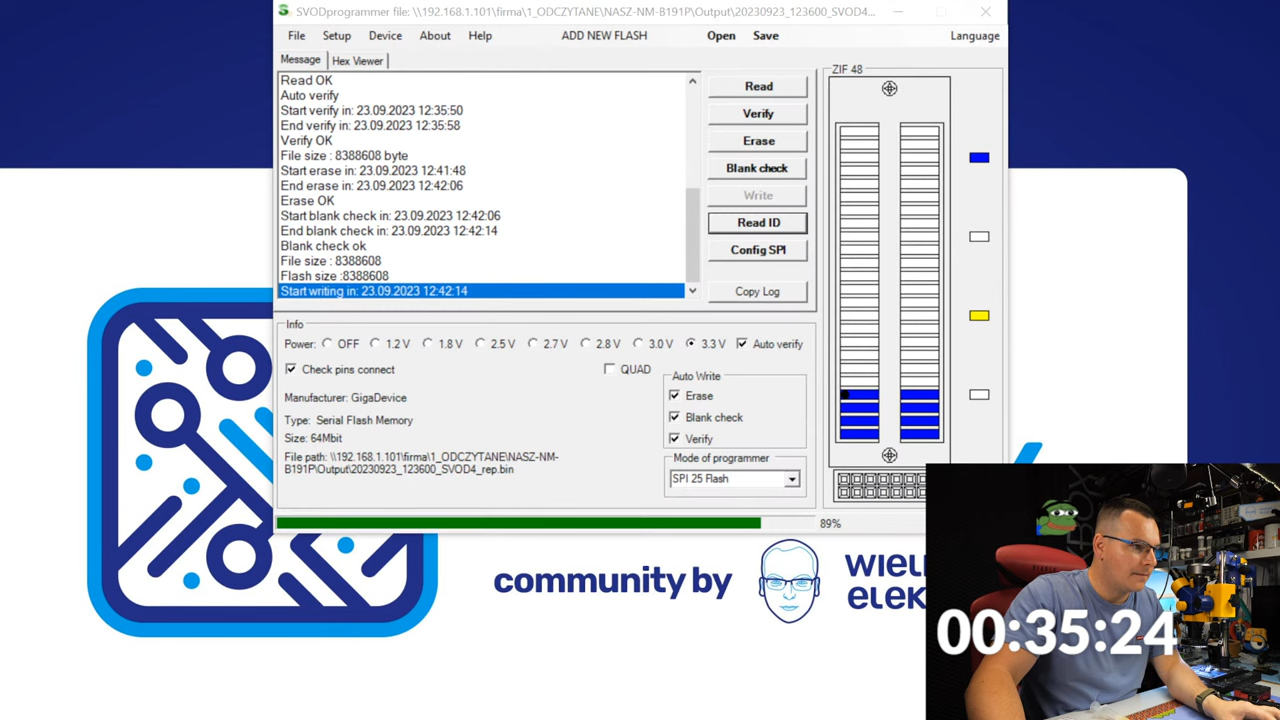 SVODprogrammer file: \\192.168.1.101\firma\1_ODCZYTANE\NASZ-NM-B191P\Output\20230923_123600_SVOD4...
File Setup Device About Help ADD NEW FLASH Open Save Language
Message Hex Viewer
Read OK
Auto verify
Start verify in: 23.09.2023 12:35:50
End verify in: 23.09.2023 12:35:58
Verify OK
File size : 8388608 byte
Start erase in: 23.09.2023 12:41:48
End erase in: 23.09.2023 12:42:06
Erase OK
Start blank check in: 23.09.2023 12:42:06
End blank check in: 23.09.2023 12:42:14
Blank check ok
File size : 8388608
Flash size :8388608
Start writing in: 23.09.2023 12:42:14
Read
Verify
Erase
Blank check
Write
Read ID
Config SPI
Copy Log
ZIF 48
Info
Power: OFF 1.2 V 1.8 V 2.5 V 2.7 V 2.8 V 3.0 V 3.3 V Auto verify
Check pins connect QUAD
Manufacturer: GigaDevice
Type: Serial Flash Memory
Size: 64Mbit
File path: \\192.168.1.101\firma\1_ODCZYTANE\NASZ-NM-
B191P\Output\20230923_123600_SVOD4_rep.bin
Auto Write
Erase
Blank check
Verify
Mode of programmer
SPI 25 Flash
89%
community by
WIEL
ELEK
00:35:24